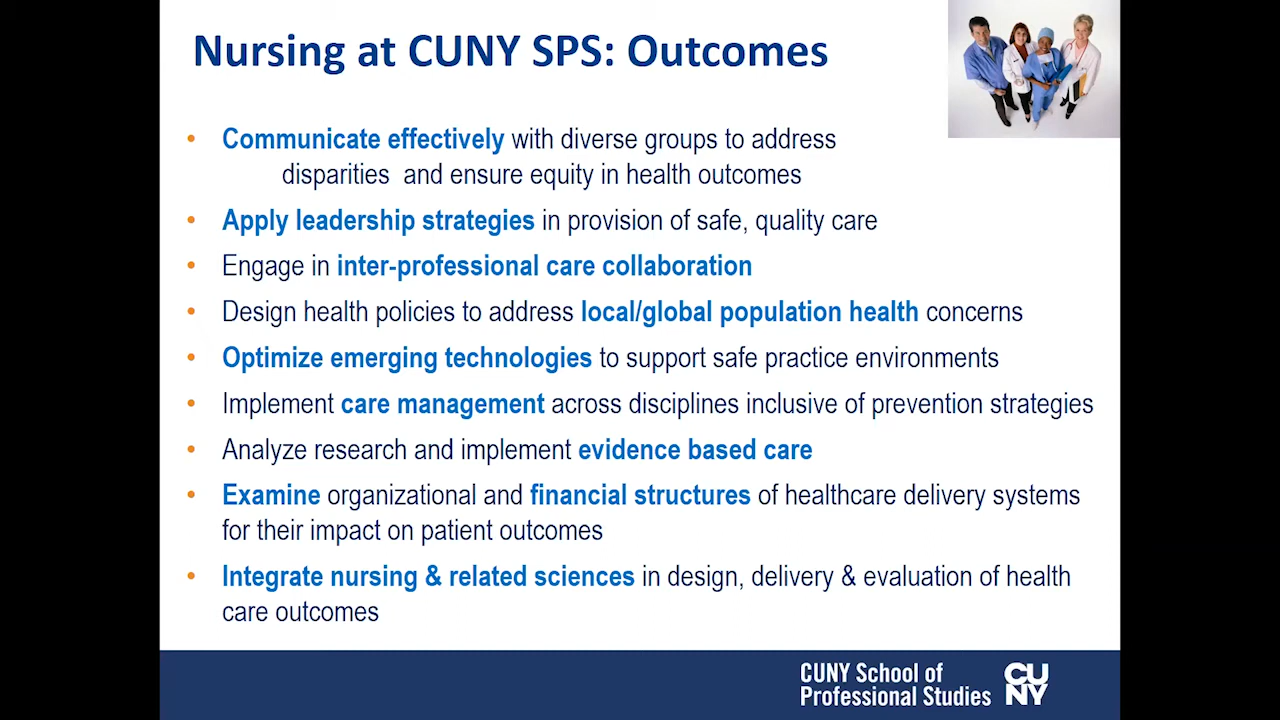 Nursing at CUNY SPS: Outcomes
• Communicate effectively with diverse groups to address
disparities and ensure equity in health outcomes
• Apply leadership strategies in provision of safe, quality care
• Engage in inter-professional care collaboration
• Design health policies to address local/global population health concerns
• Optimize emerging technologies to support safe practice environments
• Implement care management across disciplines inclusive of prevention strategies
• Analyze research and implement evidence based care
• Examine organizational and financial structures of healthcare delivery systems
for their impact on patient outcomes
• Integrate nursing & related sciences in design, delivery & evaluation of health
care outcomes
CUNY School of
Professional Studies
CU
NY